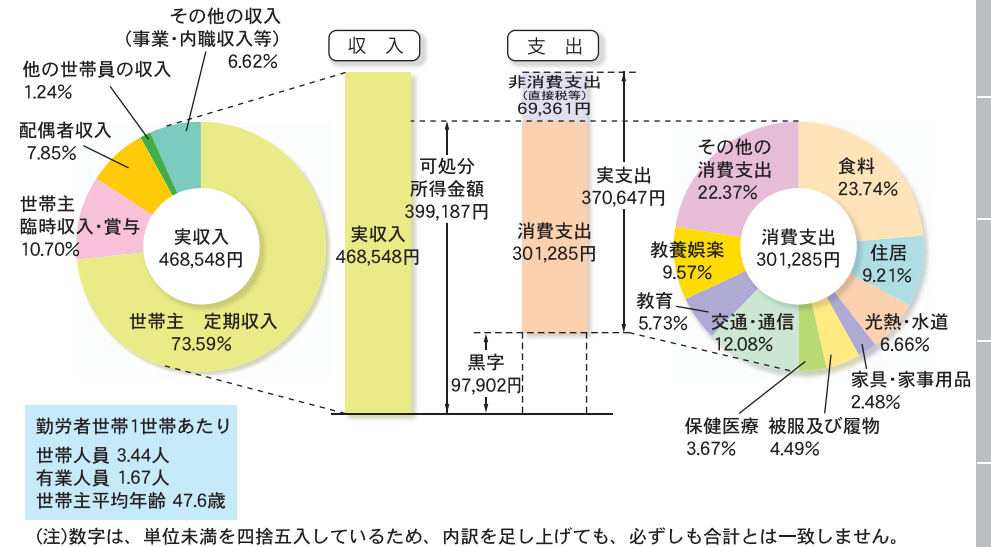 その他の収入
(事業・内職収入等)
6.62%
他の世帯員の収入
1.24%
配偶者収入
7.85%
世帯主
臨時収入・賞与
10.70%
実収入
468,548円
世帯主 定期収入
73.59%
収 入
実収入
468,548円
可処分
所得金額
399,187円
支 出
非消費支出
(直接税等)
69,361円
消費支出
301,285円
実支出
370,647円
黒字
97,902円
その他の
消費支出
22.37%
食料
23.74%
教養娯楽
9.57%
消費支出
301,285円
住居
9.21%
教育
5.73%
交通・通信
12.08%
光熱・水道
6.66%
家具・家事用品
2.48%
保健医療
3.67%
被服及び履物
4.49%
勤労者世帯1世帯あたり
世帯人員 3.44人
有業人員 1.67人
世帯主平均年齢 47.6歳
(注)数字は、単位未満を四捨五入しているため、内訳を足し上げても、必ずしも合計とは一致しません。